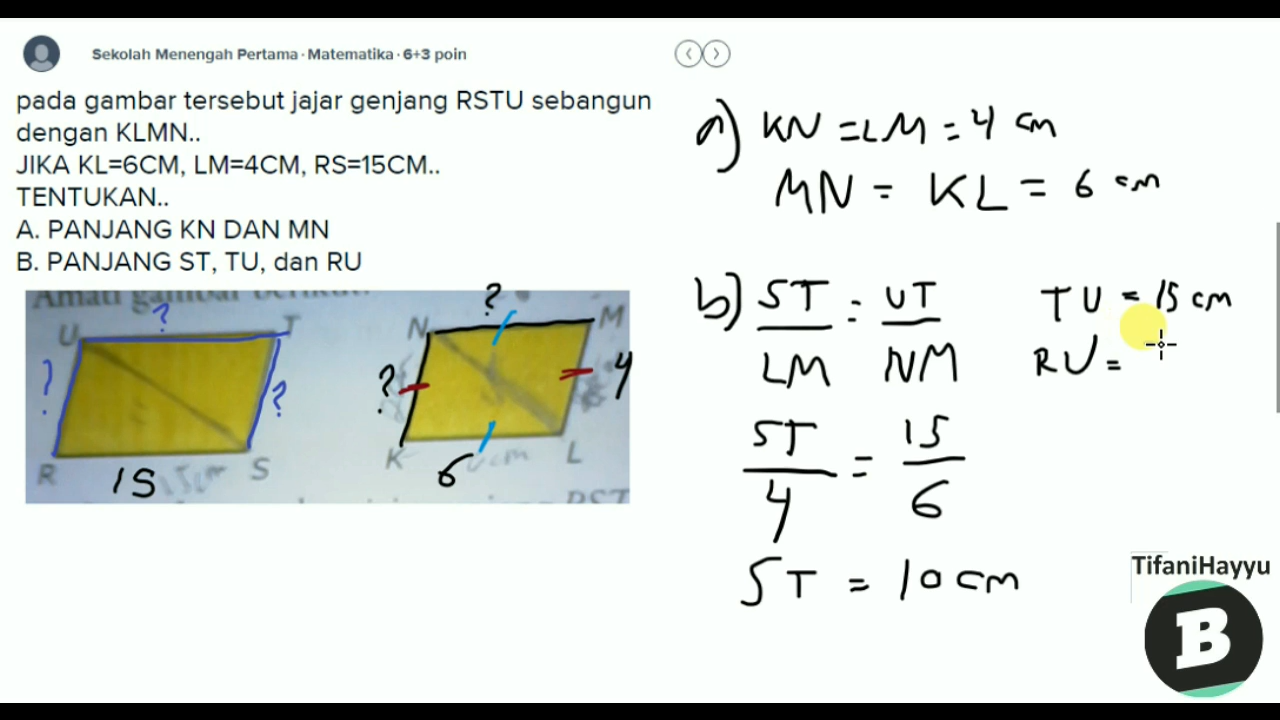 Sekolah Menengah Pertama · Matematika · 6+3 poin
pada gambar tersebut jajar genjang RSTU sebangun
dengan KLMN..
JIKA KL=6CM, LM=4CM, RS=15CM..
TENTUKAN..
A. PANJANG KN DAN MN
B. PANJANG ST, TU, dan RU
Amati gambar
U ? T
? ?
R 15 S
N ? M
? 4
K 6 L
a) KN = LM = 4 cm
MN = KL = 6 cm
b) ST/LM = UT/NM
ST/4 = 15/6
ST = 10 cm
TU = 15 cm
RU =
TifaniHayyu
B